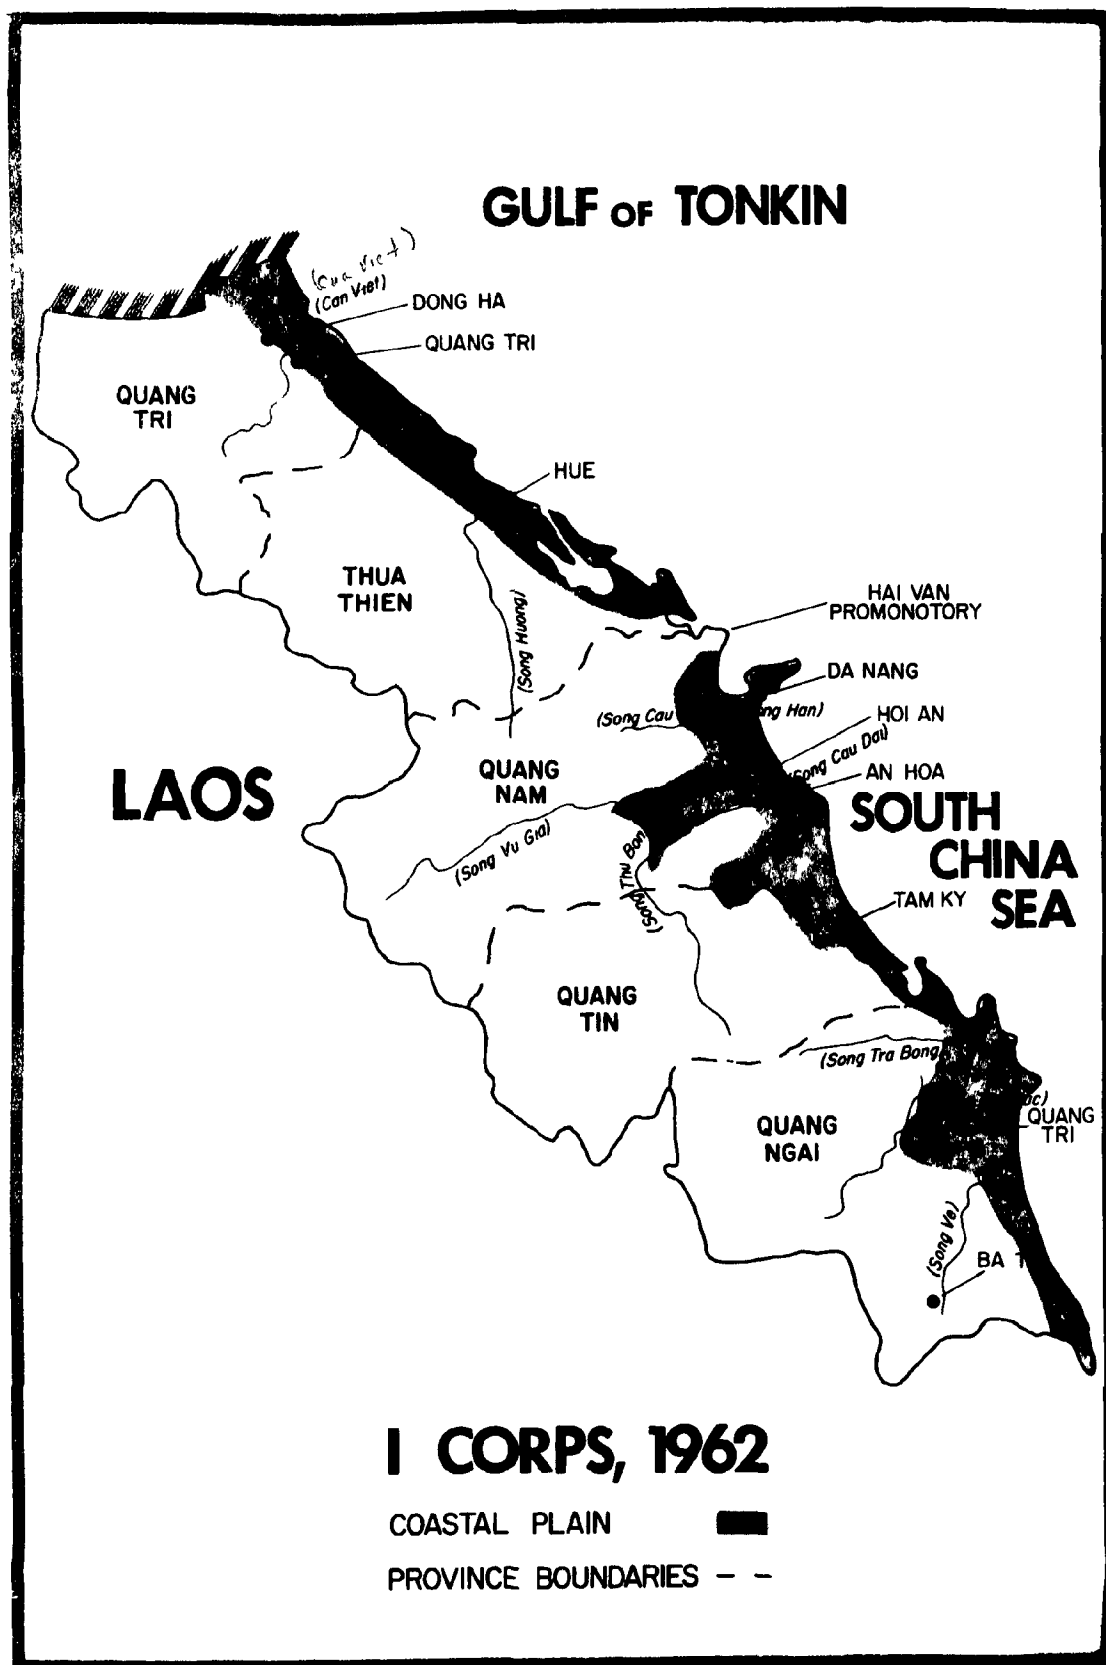 GULF OF TONKIN
(Cua Viet)
(Can Viet)
DONG HA
QUANG TRI
QUANG
TRI
HUE
THUA
THIEN
HAI VAN
PROMONOTORY
(Song Huong)
DA NANG
(Song Cau
ng Han)
HOI AN
(Song Cau Dai)
QUANG
NAM
AN HOA
LAOS
SOUTH
CHINA
SEA
(Song Vu Gia)
(Song Thu Bon
TAM KY
QUANG
TIN
(Song Tra Bong
QUANG
TRI
QUANG
NGAI
(Song Ve)
BA T
I CORPS, 1962
COASTAL PLAIN
PROVINCE BOUNDARIES